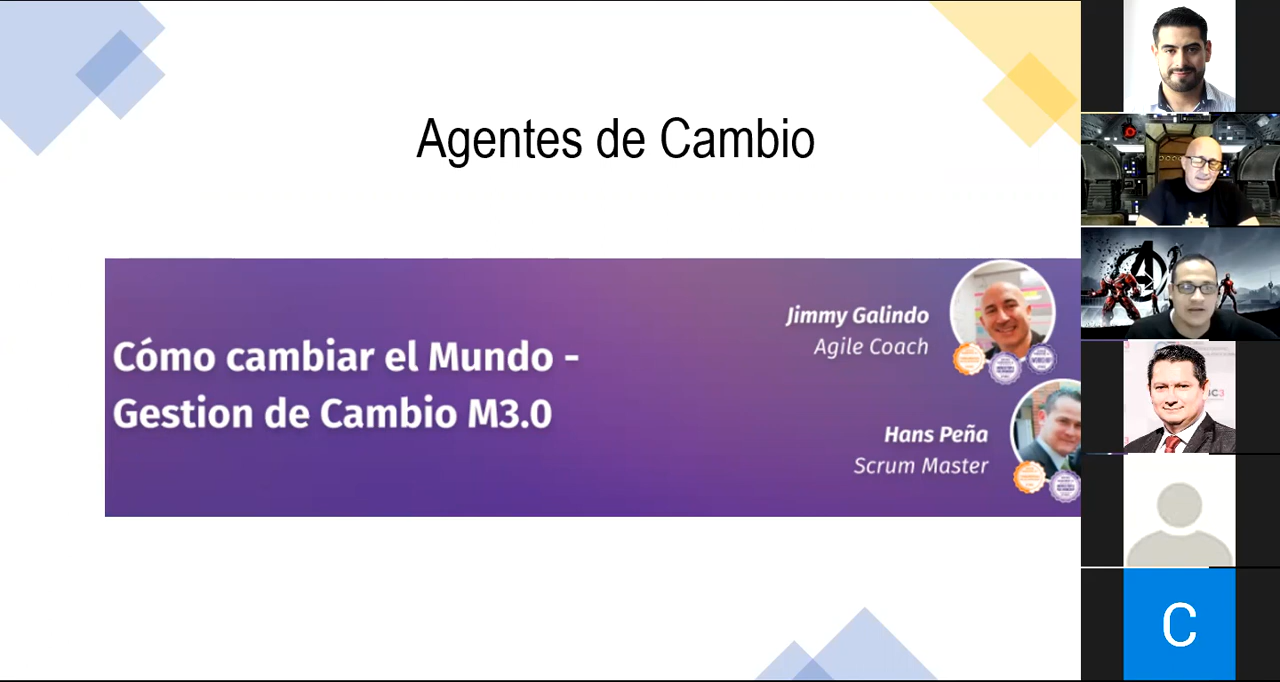 Agentes de Cambio
Cómo cambiar el Mundo -
Gestion de Cambio M3.0
Jimmy Galindo
Agile Coach
Hans Peña
Scrum Master
C